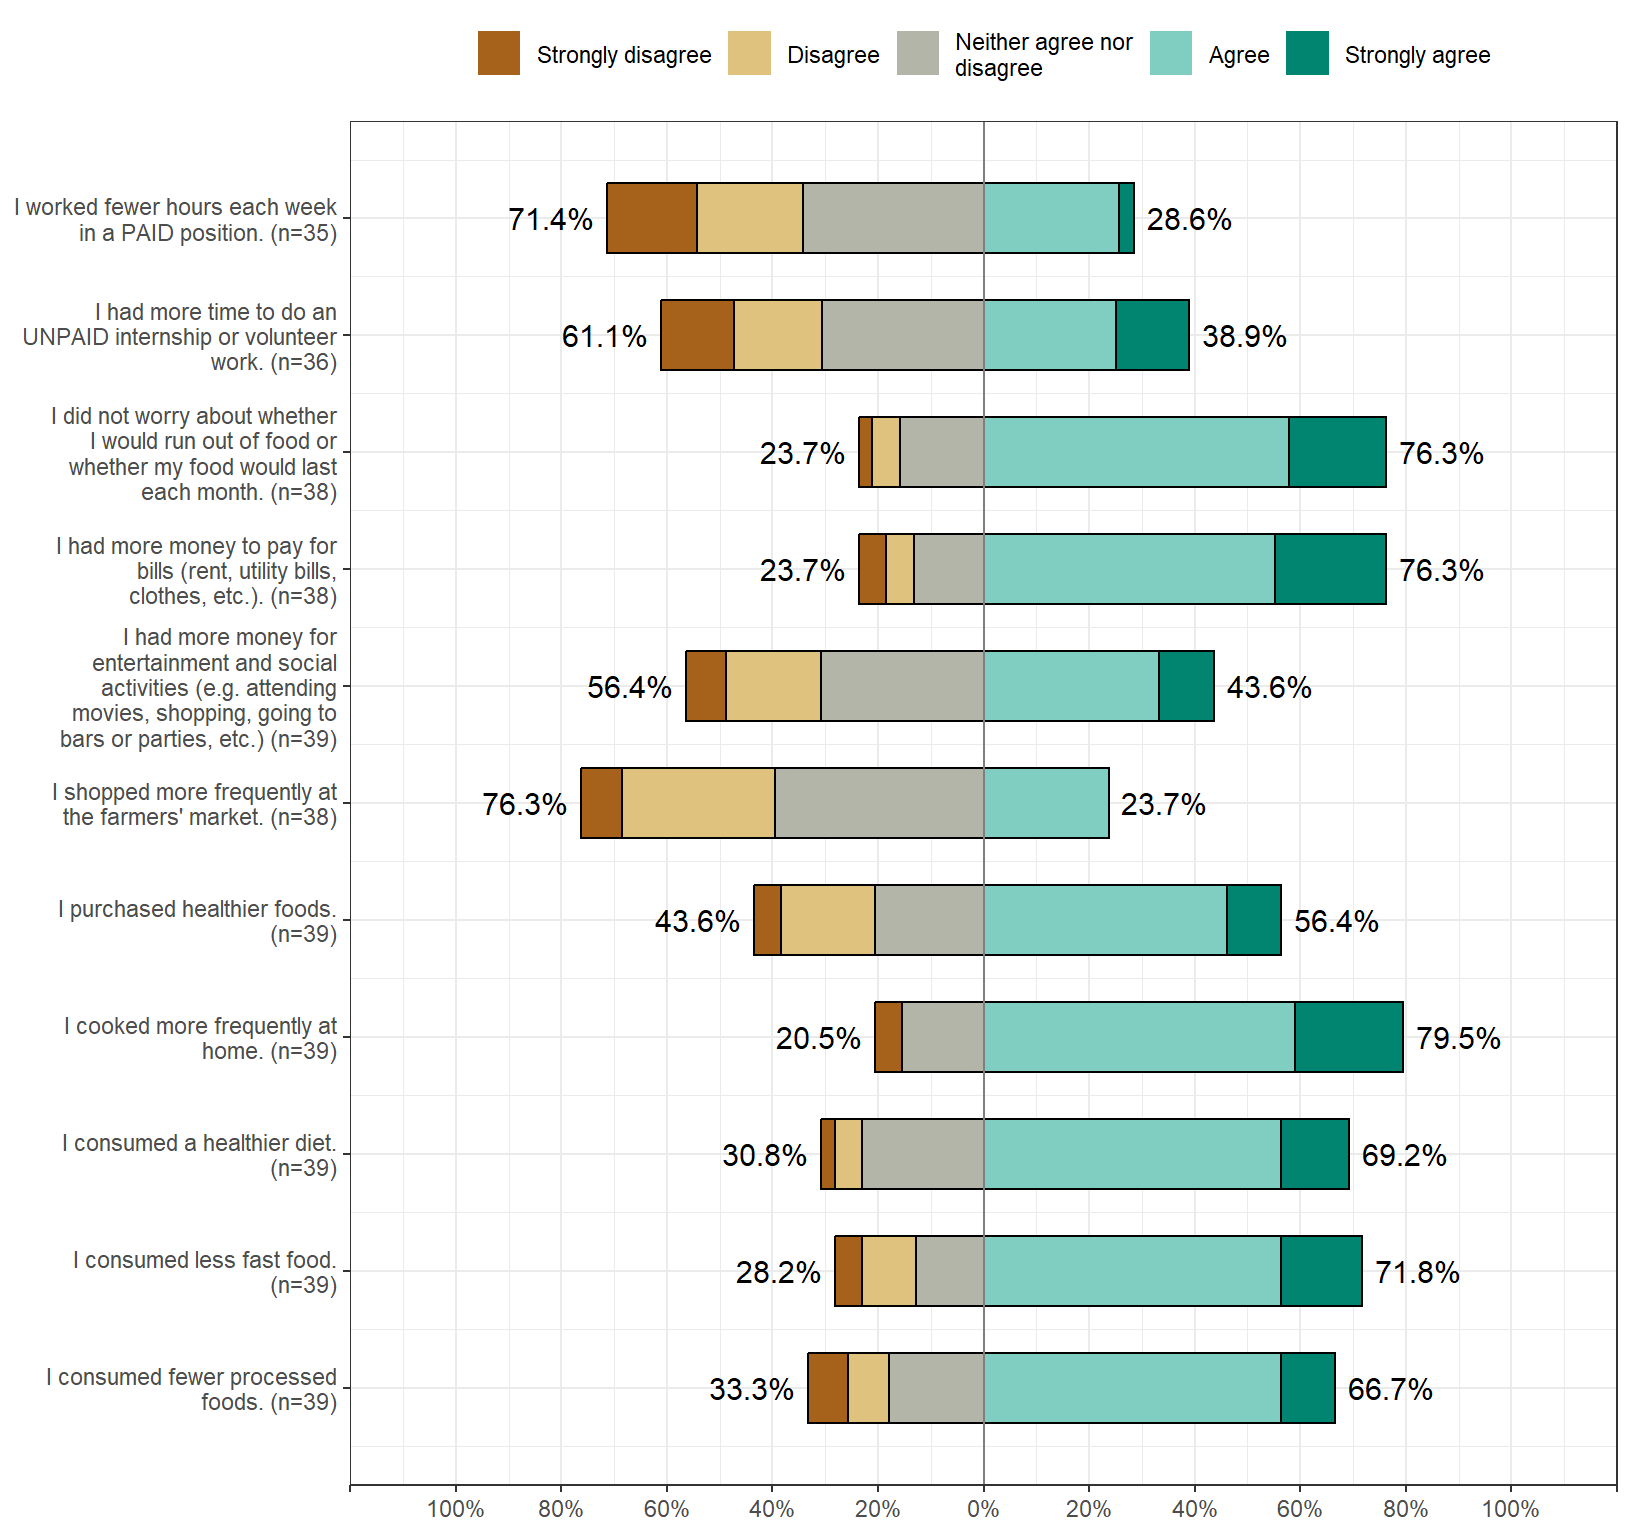 Strongly disagree
Disagree
Neither agree nor
disagree
Agree
Strongly agree
I worked fewer hours each week
in a PAID position. (n=35)
71.4%
28.6%
I had more time to do an
UNPAID internship or volunteer
work. (n=36)
61.1%
38.9%
I did not worry about whether
I would run out of food or
whether my food would last
each month. (n=38)
23.7%
76.3%
I had more money to pay for
bills (rent, utility bills,
clothes, etc.). (n=38)
23.7%
76.3%
I had more money for
entertainment and social
activities (e.g. attending
movies, shopping, going to
bars or parties, etc.) (n=39)
56.4%
43.6%
I shopped more frequently at
the farmers' market. (n=38)
76.3%
23.7%
I purchased healthier foods.
(n=39)
43.6%
56.4%
I cooked more frequently at
home. (n=39)
20.5%
79.5%
I consumed a healthier diet.
(n=39)
30.8%
69.2%
I consumed less fast food.
(n=39)
28.2%
71.8%
I consumed fewer processed
foods. (n=39)
33.3%
66.7%
100% 80% 60% 40% 20% 0% 20% 40% 60% 80% 100%